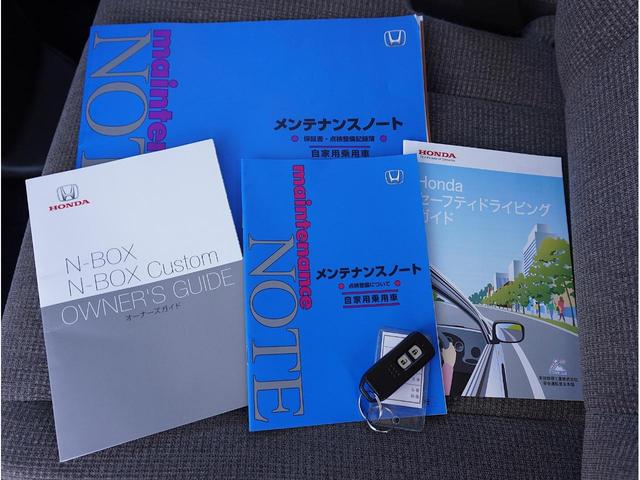 maintenance
NOTE
メンテナンスノート
保証書・点検整備記録簿
自家用乗用車
HONDA
N-BOX
N-BOX Custom
OWNER'S GUIDE
オーナーズガイド
maintenance
NOTE
メンテナンスノート
点検整備について
自家用乗用車
HONDA
Honda
セーフティドライビング
ガイド